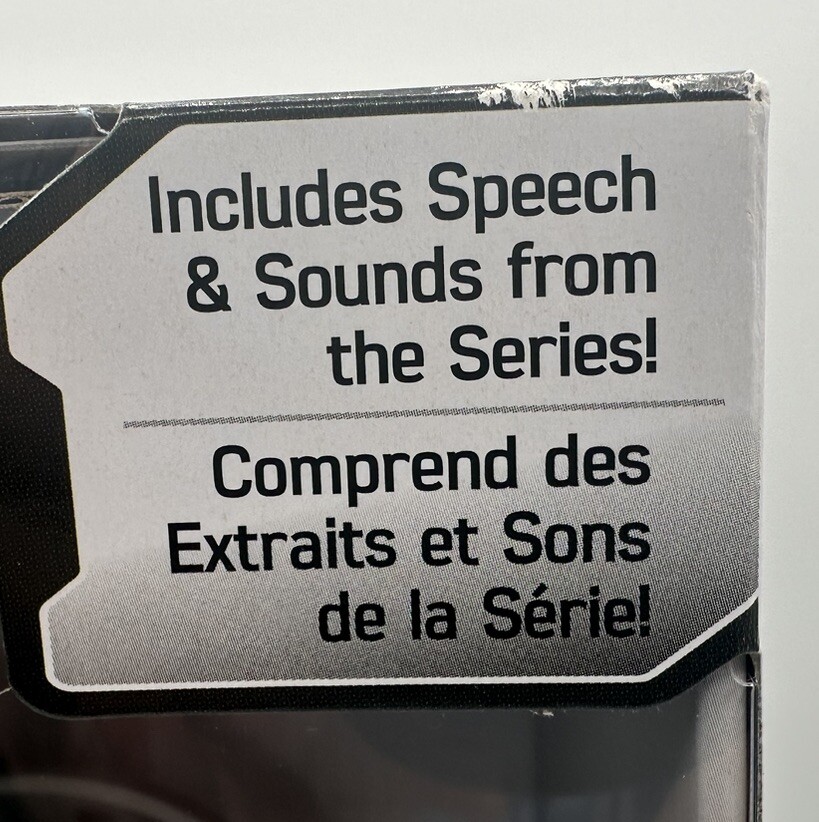 Includes Speech
& Sounds from
the Series!
Comprend des
Extraits et Sons
de la Série!